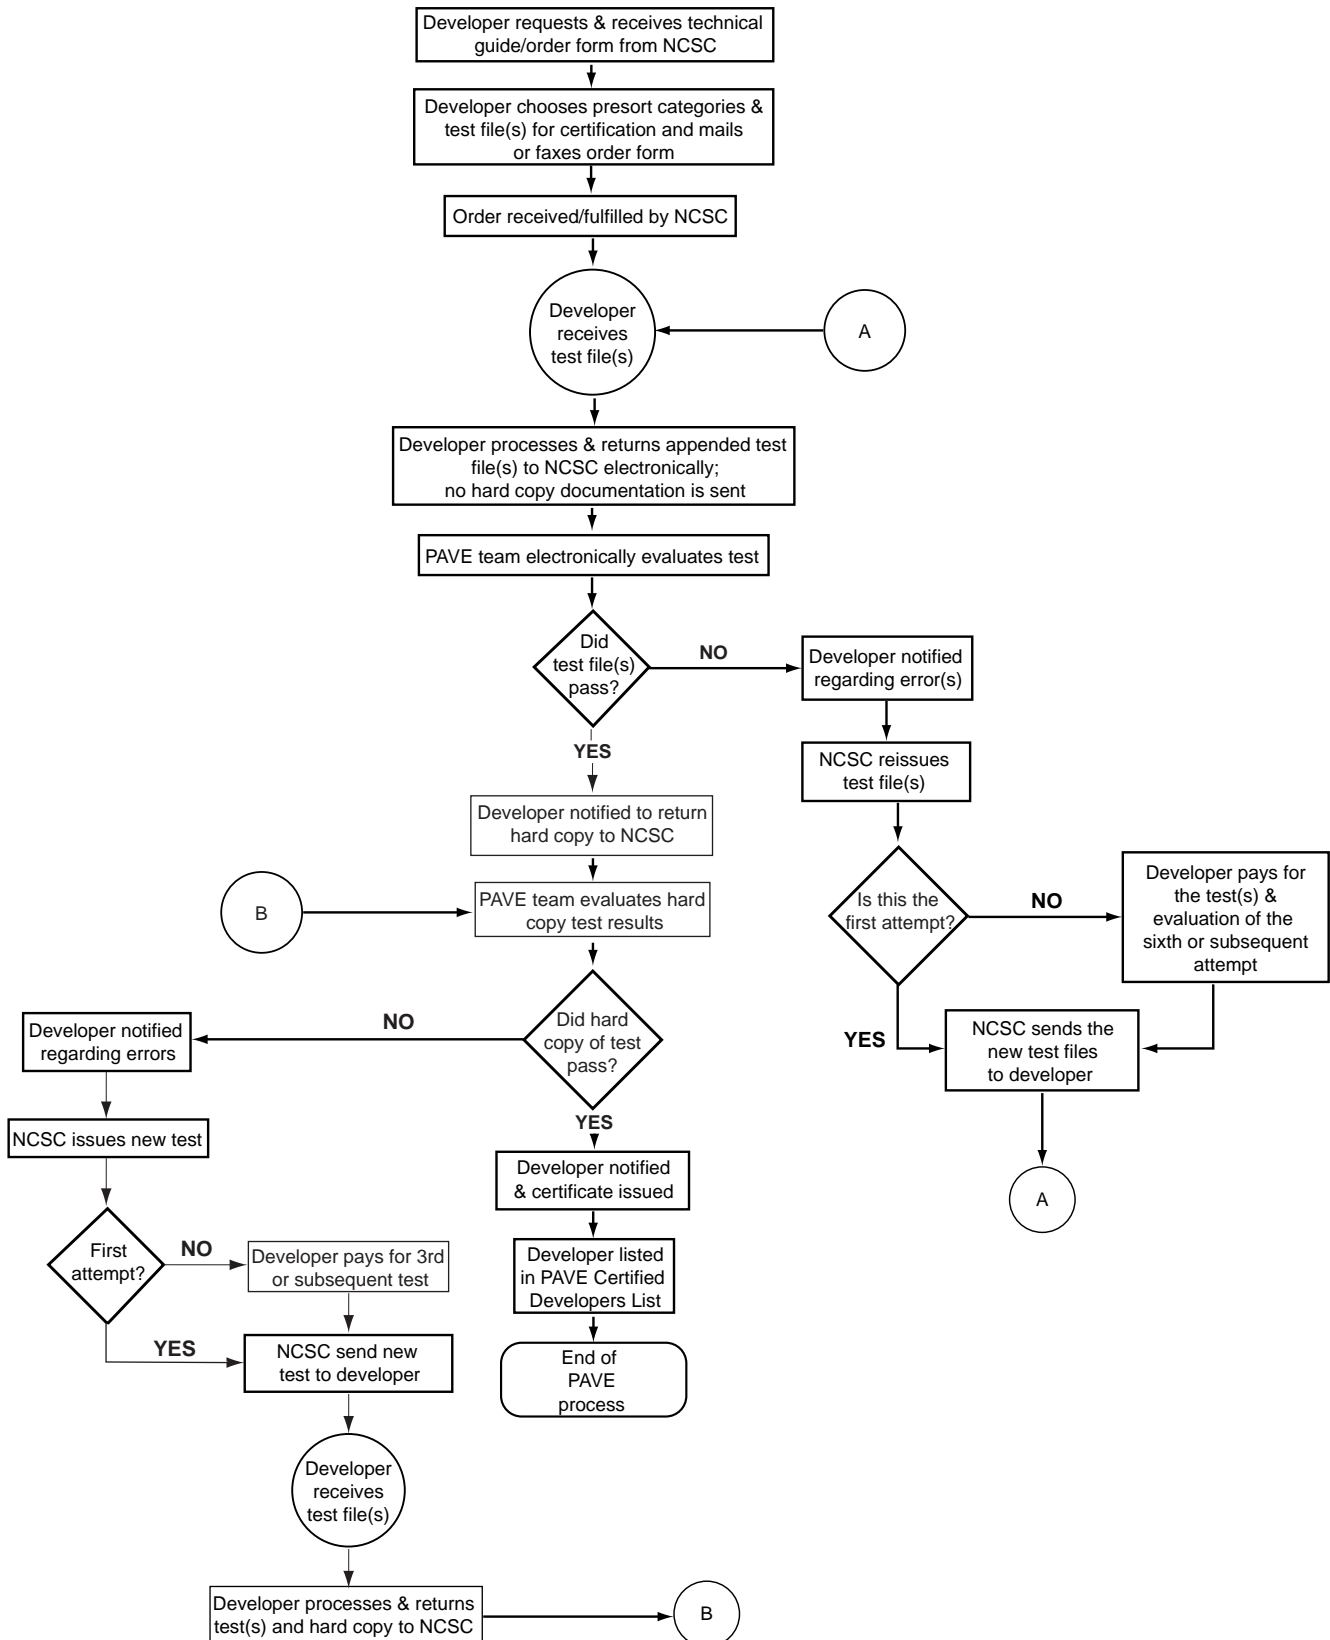 Developer requests & receives technical
guide/order form from NCSC
Developer chooses presort categories &
test file(s) for certification and mails
or faxes order form
Order received/fulfilled by NCSC
Developer
receives
test file(s)
A
Developer processes & returns appended test
file(s) to NCSC electronically;
no hard copy documentation is sent
PAVE team electronically evaluates test
Did
test file(s)
pass?
NO
Developer notified
regarding error(s)
YES
NCSC reissues
test file(s)
Developer notified to return
hard copy to NCSC
B
PAVE team evaluates hard
copy test results
Is this the
first attempt?
NO
Developer pays for
the test(s) &
evaluation of the
sixth or subsequent
attempt
YES
NCSC sends the
new test files
to developer
A
Did hard
copy of test
pass?
NO
Developer notified
regarding errors
NCSC issues new test
First
attempt?
NO
Developer pays for 3rd
or subsequent test
YES
NCSC send new
test to developer
Developer
receives
test file(s)
Developer processes & returns
test(s) and hard copy to NCSC
B
YES
Developer notified
& certificate issued
Developer listed
in PAVE Certified
Developers List
End of
PAVE
process